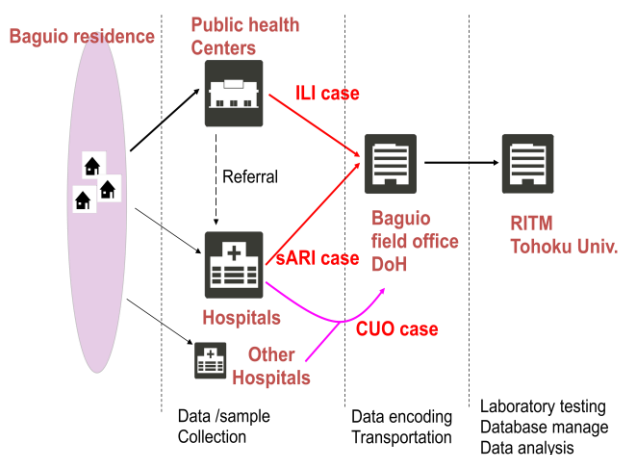 Baguio residence
Public health
Centers
ILI case
Referral
Baguio
field office
DoH
RITM
Tohoku Univ.
sARI case
Hospitals
CUO case
Other
Hospitals
Data /sample
Collection
Data encoding
Transportation
Laboratory testing
Database manage
Data analysis